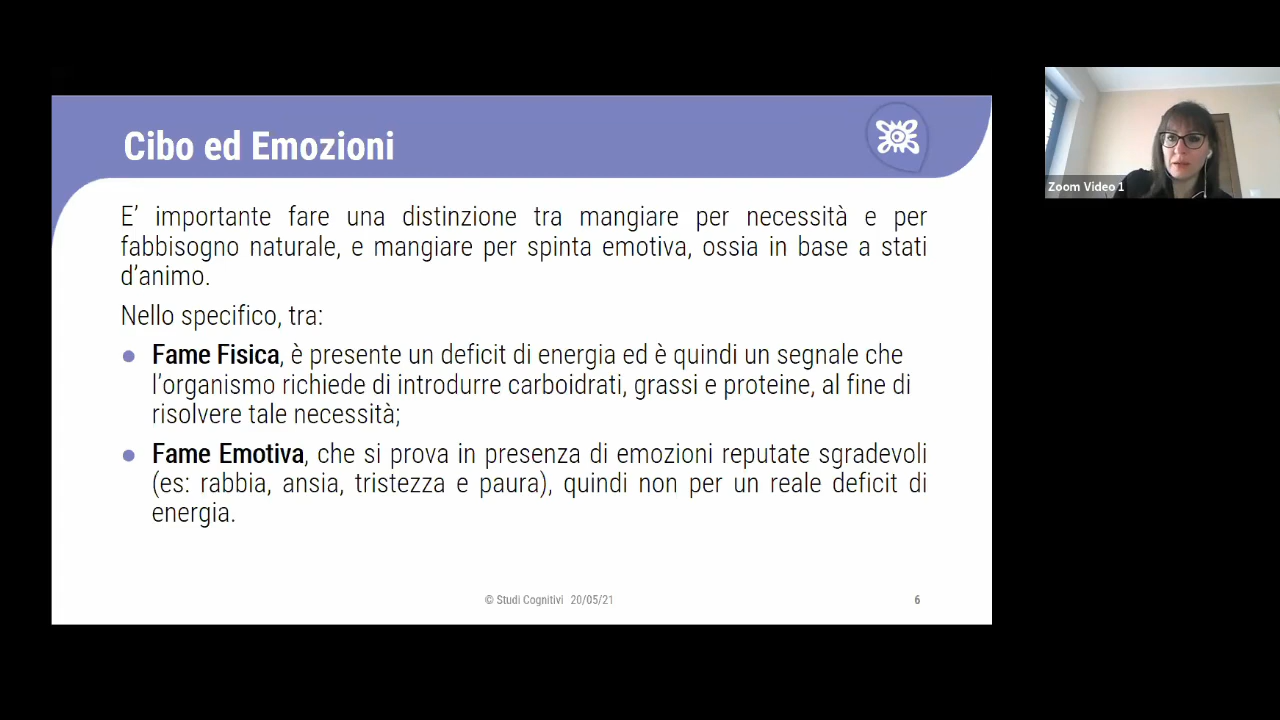 Cibo ed Emozioni
E’ importante fare una distinzione tra mangiare per necessità e per
fabbisogno naturale, e mangiare per spinta emotiva, ossia in base a stati
d’animo.
Nello specifico, tra:
Fame Fisica, è presente un deficit di energia ed è quindi un segnale che
l’organismo richiede di introdurre carboidrati, grassi e proteine, al fine di
risolvere tale necessità;
Fame Emotiva, che si prova in presenza di emozioni reputate sgradevoli
(es: rabbia, ansia, tristezza e paura), quindi non per un reale deficit di
energia.
© Studi Cognitivi 20/05/21
6
Zoom Video 1